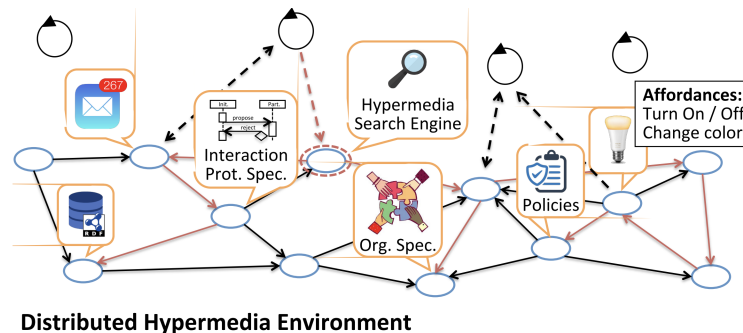 267
Init.
Part.
propose
reject
Interaction
Prot. Spec.
Hypermedia
Search Engine
Affordances:
Turn On / Off
Change color
RDF
Org. Spec.
Policies
Distributed Hypermedia Environment